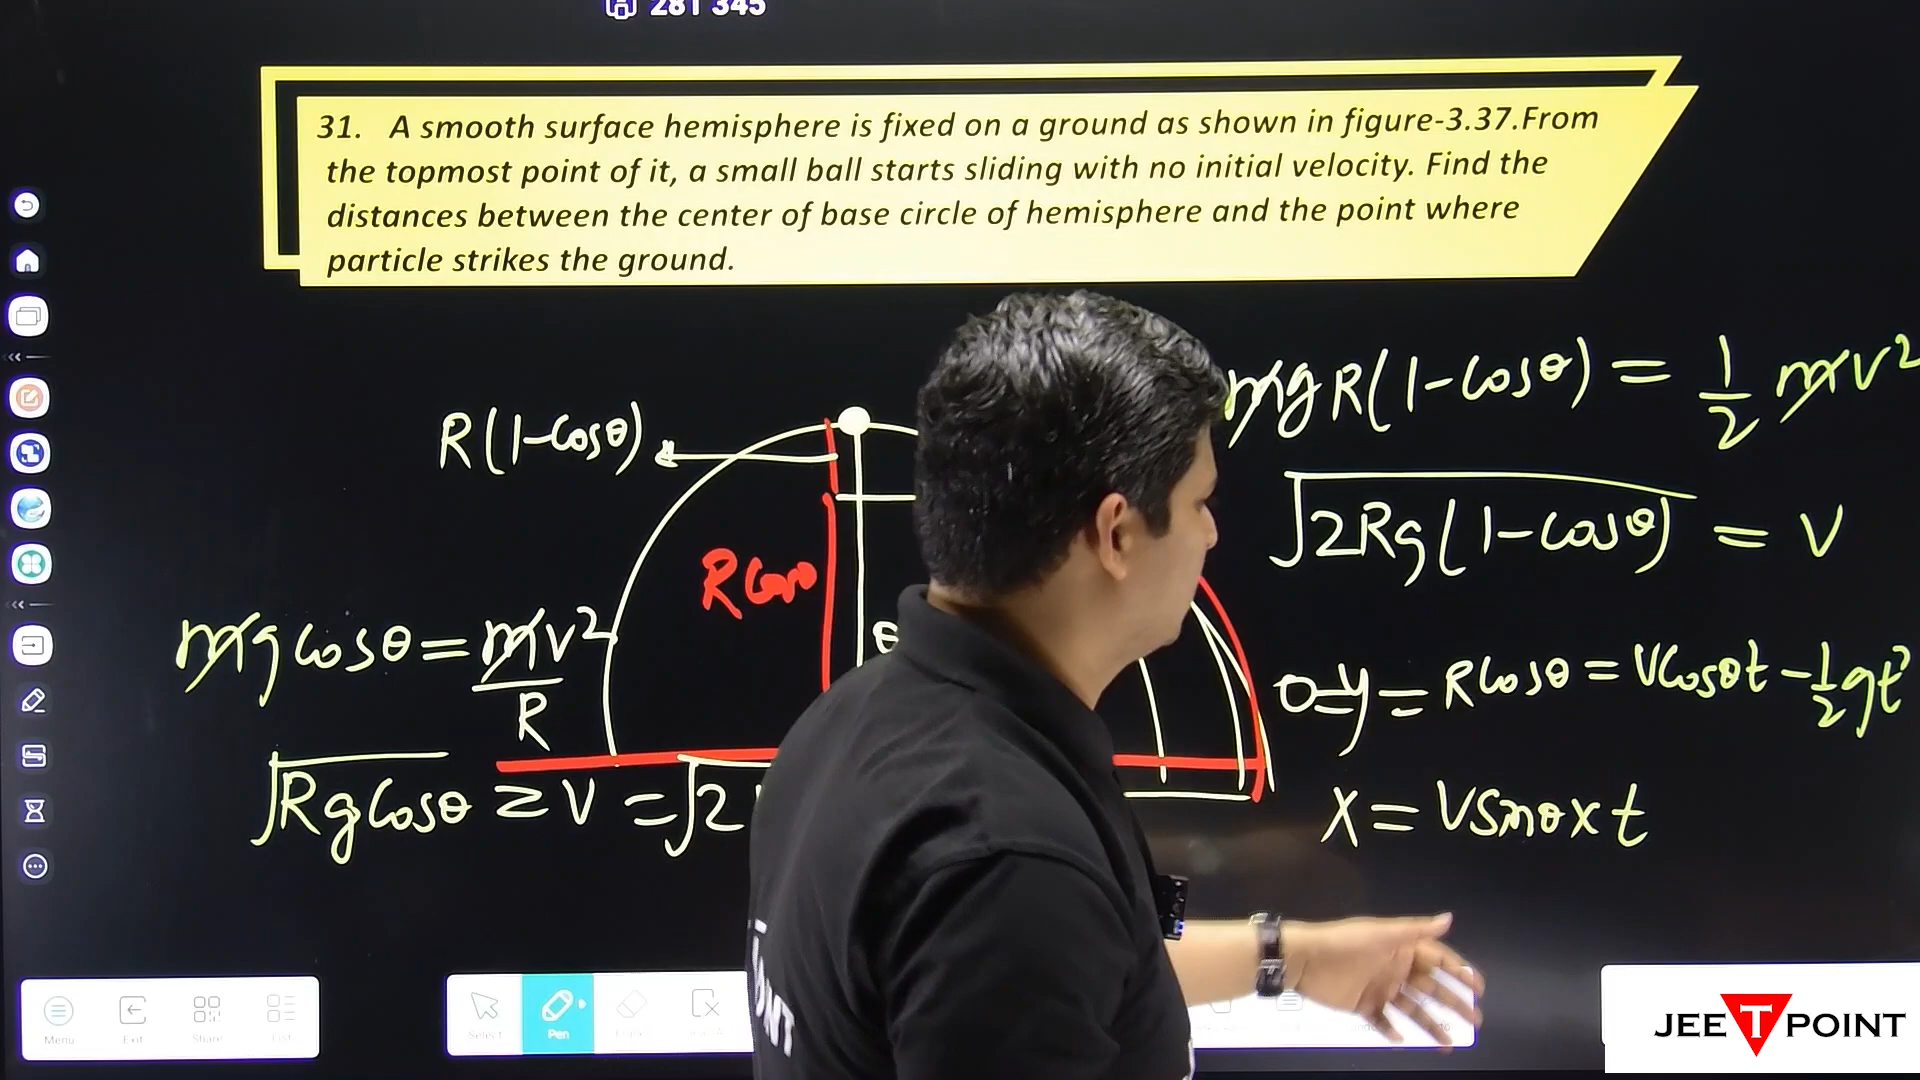 281 345
31. A smooth surface hemisphere is fixed on a ground as shown in figure-3.37.From
the topmost point of it, a small ball starts sliding with no initial velocity. Find the
distances between the center of base circle of hemisphere and the point where
particle strikes the ground.
mgR(1-Cosθ) = 1/2 mv²
R(1-Cosθ)
√2Rg(1-Cosθ) = V
RCosθ
θ
mgCosθ = mv²/R
0-y = RCosθ = VCosθt - 1/2 gt²
√RgCosθ = V = √2
X = VSinθ x t
Menu
Exit
Share
List
Select
Pen
JEE T POINT